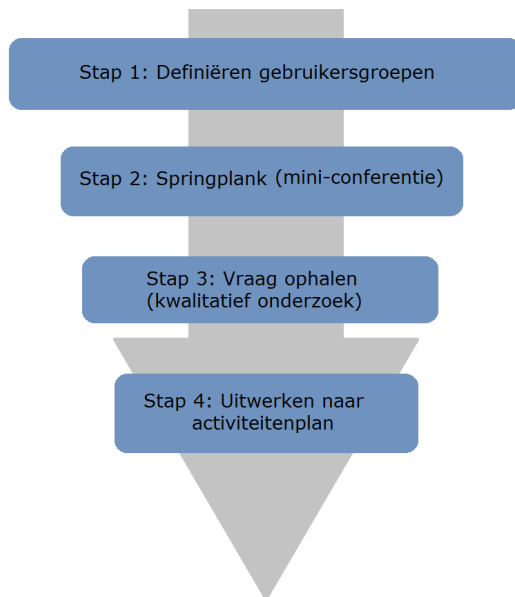 Stap 1: Definiëren gebruikersgroepen
Stap 2: Springplank (mini-conferentie)
Stap 3: Vraag ophalen
(kwalitatief onderzoek)
Stap 4: Uitwerken naar
activiteitenplan